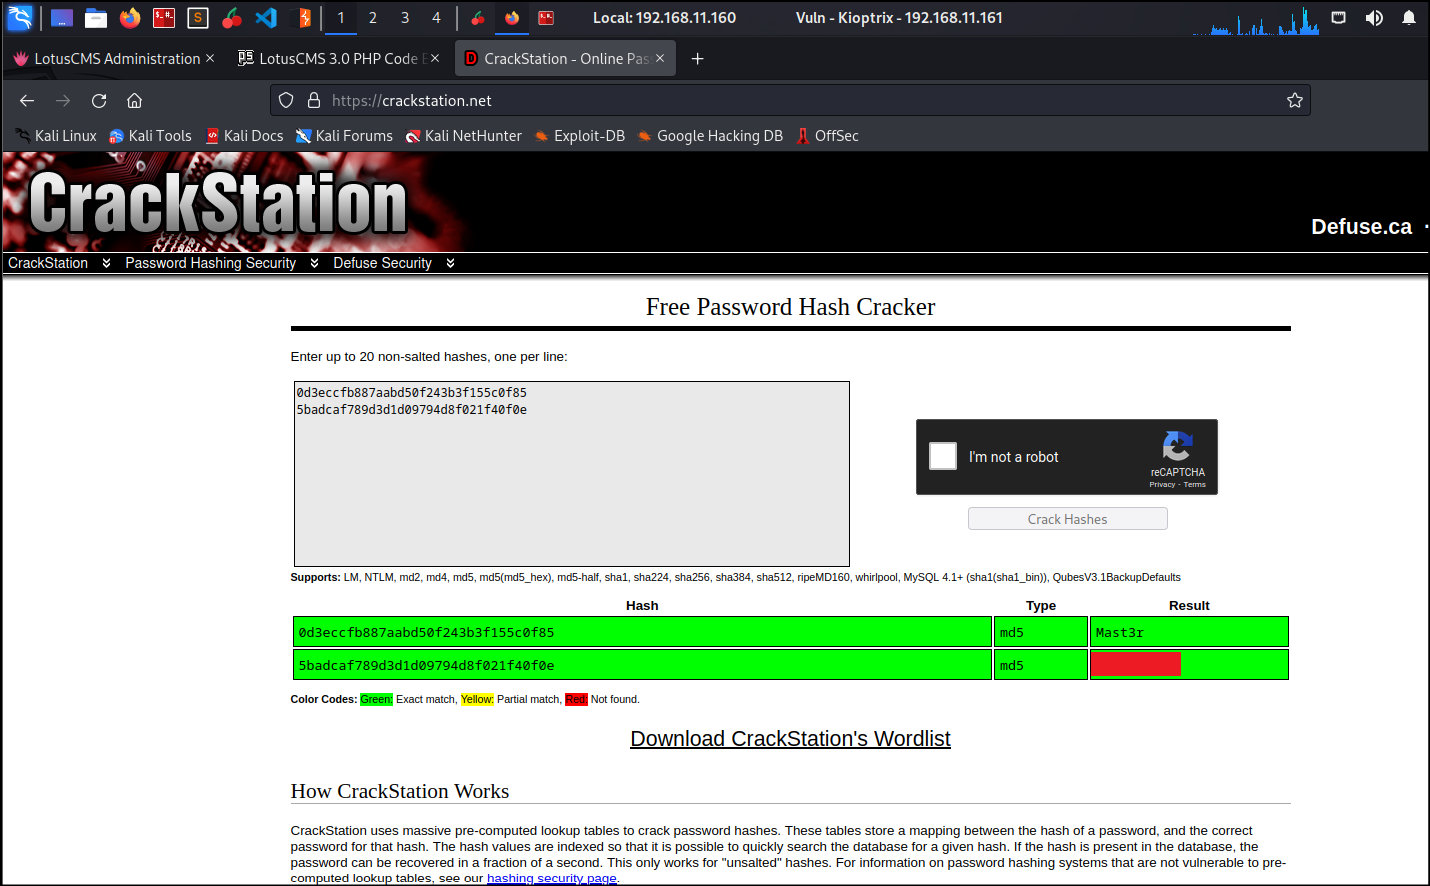 1 2 3 4 Local: 192.168.11.160 Vuln - Kioptrix - 192.168.11.161
LotusCMS Administration LotusCMS 3.0 PHP Code CrackStation - Online Pas
https://crackstation.net
Kali Linux Kali Tools Kali Docs Kali Forums Kali NetHunter Exploit-DB Google Hacking DB OffSec
CrackStation
Defuse.ca
CrackStation Password Hashing Security Defuse Security
Free Password Hash Cracker
Enter up to 20 non-salted hashes, one per line:
0d3eccfb887aabd50f243b3f155c0f85
5badcaf789d3d1d09794d8f021f40f0e
I'm not a robot
reCAPTCHA
Privacy - Terms
Crack Hashes
Supports: LM, NTLM, md2, md4, md5, md5(md5_hex), md5-half, sha1, sha224, sha256, sha384, sha512, ripeMD160, whirlpool, MySQL 4.1+ (sha1(sha1_bin)), QubesV3.1BackupDefaults
Hash Type Result
0d3eccfb887aabd50f243b3f155c0f85 md5 Mast3r
5badcaf789d3d1d09794d8f021f40f0e md5
Color Codes: Green: Exact match, Yellow: Partial match, Red: Not found.
Download CrackStation's Wordlist
How CrackStation Works
CrackStation uses massive pre-computed lookup tables to crack password hashes. These tables store a mapping between the hash of a password, and the correct
password for that hash. The hash values are indexed so that it is possible to quickly search the database for a given hash. If the hash is present in the database, the
password can be recovered in a fraction of a second. This only works for "unsalted" hashes. For information on password hashing systems that are not vulnerable to pre-
computed lookup tables, see our hashing security page.